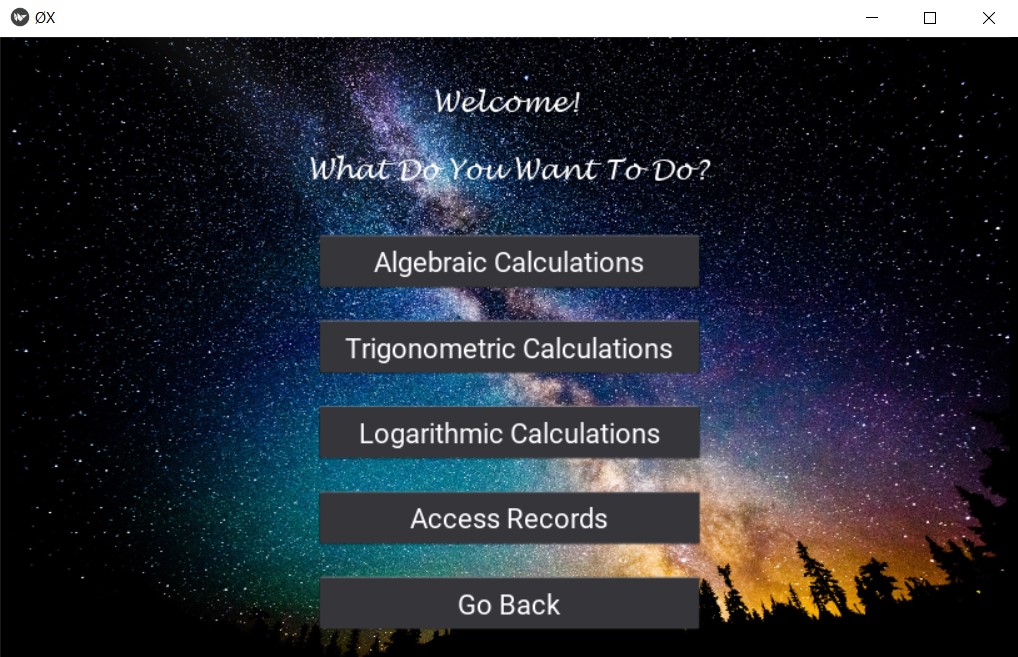 ØX
Welcome!
What Do You Want To Do?
Algebraic Calculations
Trigonometric Calculations
Logarithmic Calculations
Access Records
Go Back